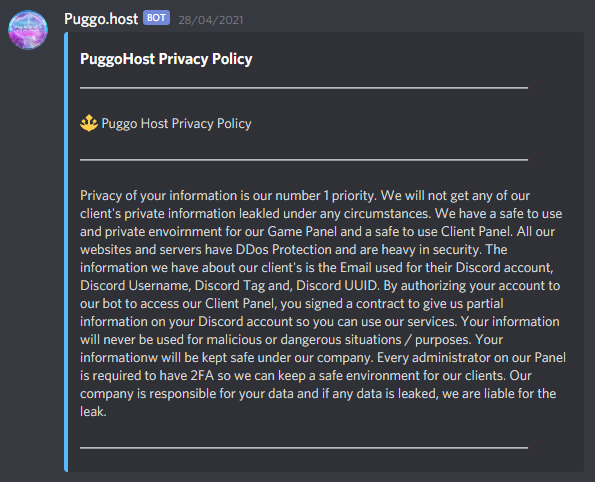 Puggo.host BOT 28/04/2021
PuggoHost Privacy Policy
Puggo Host Privacy Policy
Privacy of your information is our number 1 priority. We will not get any of our
client's private information leakled under any circumstances. We have a safe to use
and private envoirnment for our Game Panel and a safe to use Client Panel. All our
websites and servers have DDos Protection and are heavy in security. The
information we have about our client's is the Email used for their Discord account,
Discord Username, Discord Tag and, Discord UUID. By authorizing your account to
our bot to access our Client Panel, you signed a contract to give us partial
information on your Discord account so you can use our services. Your information
will never be used for malicious or dangerous situations / purposes. Your
informationw will be kept safe under our company. Every administrator on our Panel
is required to have 2FA so we can keep a safe environment for our clients. Our
company is responsible for your data and if any data is leaked, we are liable for the
leak.